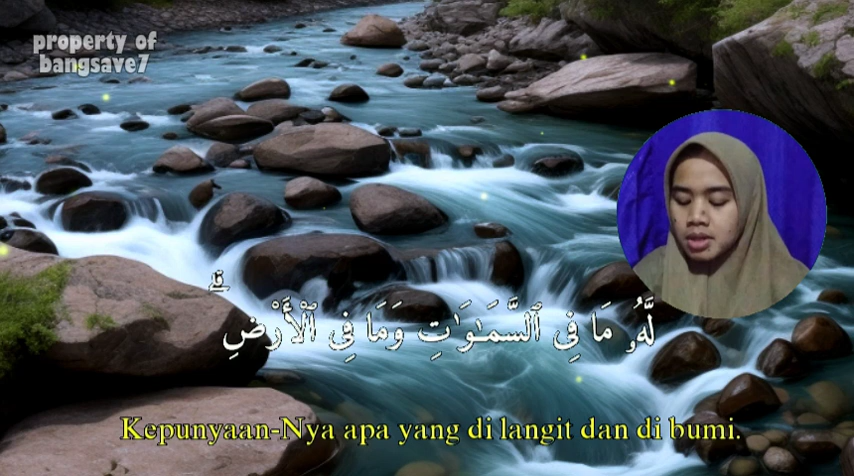 property of
bangsave7
لَّهُۥ مَا فِي ٱلسَّمَٰوَٰتِ وَمَا فِي ٱلْأَرْضِ ۗ
Kepunyaan-Nya apa yang di langit dan di bumi.